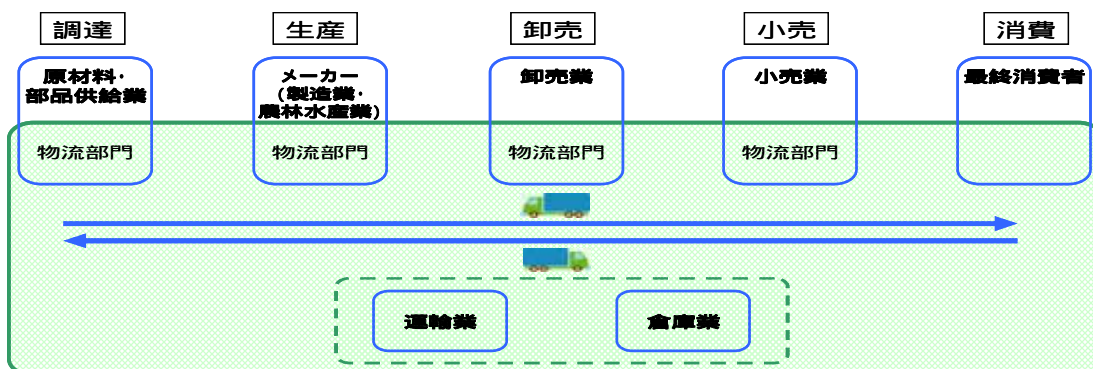 調達
生産
卸売
小売
消費
原材料・
部品供給業
メーカー
(製造業・
農林水産業)
卸売業
小売業
最終消費者
物流部門
物流部門
物流部門
物流部門
運輸業
倉庫業